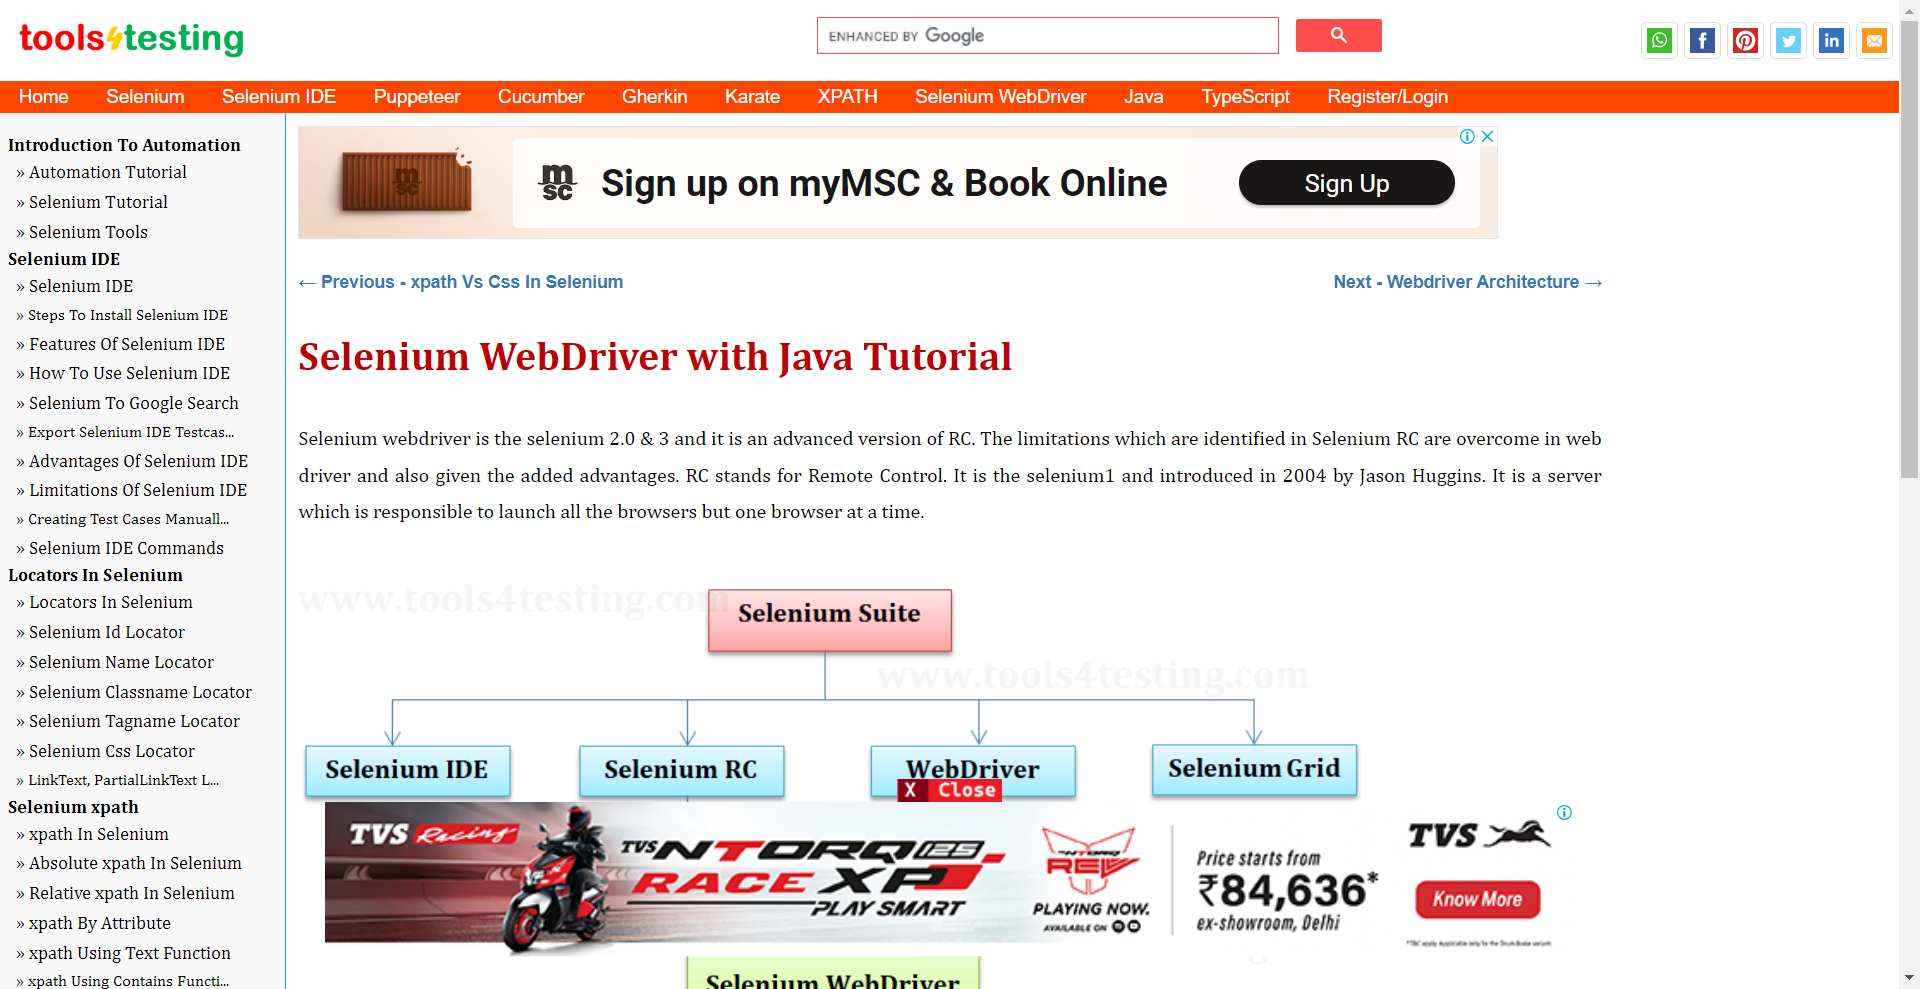 tools4testing
ENHANCED BY Google
Home Selenium Selenium IDE Puppeteer Cucumber Gherkin Karate XPATH Selenium WebDriver Java TypeScript Register/Login
Introduction To Automation
» Automation Tutorial
» Selenium Tutorial
» Selenium Tools
Selenium IDE
» Selenium IDE
» Steps To Install Selenium IDE
» Features Of Selenium IDE
» How To Use Selenium IDE
» Selenium To Google Search
» Export Selenium IDE Testcas...
» Advantages Of Selenium IDE
» Limitations Of Selenium IDE
» Creating Test Cases Manuall...
» Selenium IDE Commands
Locators In Selenium
» Locators In Selenium
» Selenium Id Locator
» Selenium Name Locator
» Selenium Classname Locator
» Selenium Tagname Locator
» Selenium Css Locator
» LinkText, PartialLinkText L...
Selenium xpath
» xpath In Selenium
» Absolute xpath In Selenium
» Relative xpath In Selenium
» xpath By Attribute
» xpath Using Text Function
» xpath Using Contains Functi...
msc
msc
Sign up on myMSC & Book Online
Sign Up
← Previous - xpath Vs Css In Selenium
Next - Webdriver Architecture →
Selenium WebDriver with Java Tutorial
Selenium webdriver is the selenium 2.0 & 3 and it is an advanced version of RC. The limitations which are identified in Selenium RC are overcome in web
driver and also given the added advantages. RC stands for Remote Control. It is the selenium1 and introduced in 2004 by Jason Huggins. It is a server
which is responsible to launch all the browsers but one browser at a time.
www.tools4testing.com
Selenium Suite
www.tools4testing.com
Selenium IDE
Selenium RC
WebDriver
Selenium Grid
X Close
TVS Racing
TVS NTORQ 125
RACE XP
PLAY SMART
NTORQ
REV
PLAYING NOW.
AVAILABLE ON
Price starts from
₹84,636*
ex-showroom, Delhi
TVS
Know More
*T&C apply. Applicable only for the Drum Brake variant
Selenium WebDriver